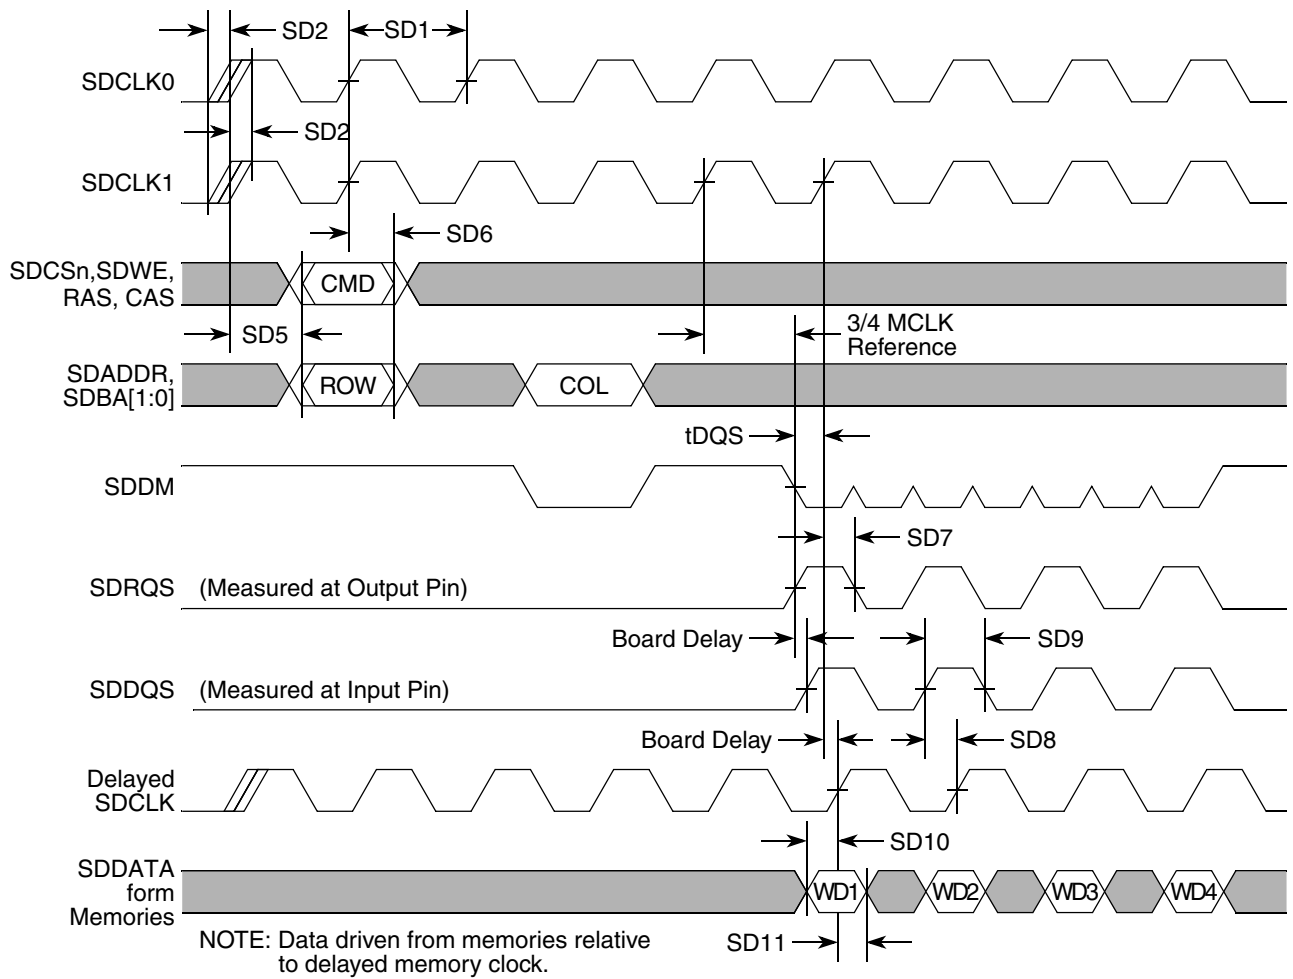 SD2
SD1
SDCLK0
SD2
SDCLK1
SD6
SDCSn,SDWE,
RAS, CAS
CMD
SD5
3/4 MCLK
Reference
SDADDR,
SDBA[1:0]
ROW
COL
tDQS
SDDM
SD7
SDRQS (Measured at Output Pin)
Board Delay
SD9
SDDQS (Measured at Input Pin)
Board Delay
SD8
Delayed
SDCLK
SD10
SDDATA
form
Memories
WD1
WD2
WD3
WD4
NOTE: Data driven from memories relative
to delayed memory clock.
SD11